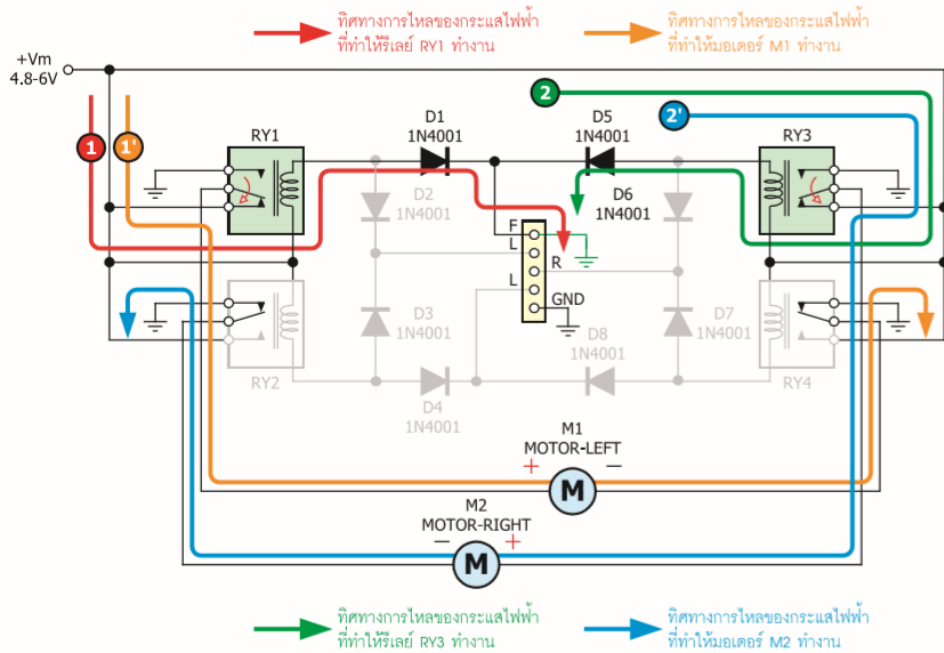 ทิศทางการไหลของกระแสไฟฟ้า
ที่ทำให้รีเลย์ RY1 ทำงาน
ทิศทางการไหลของกระแสไฟฟ้า
ที่ทำให้มอเตอร์ M1 ทำงาน
+Vm
4.8-6V
2
2'
1
1'
RY1
D1
1N4001
D5
1N4001
RY3
D2
1N4001
D6
1N4001
F
L
R
L
GND
D3
1N4001
D7
1N4001
D8
1N4001
RY2
D4
1N4001
RY4
M1
MOTOR-LEFT
+
M
−
M2
MOTOR-RIGHT
−
M
+
ทิศทางการไหลของกระแสไฟฟ้า
ที่ทำให้รีเลย์ RY3 ทำงาน
ทิศทางการไหลของกระแสไฟฟ้า
ที่ทำให้มอเตอร์ M2 ทำงาน